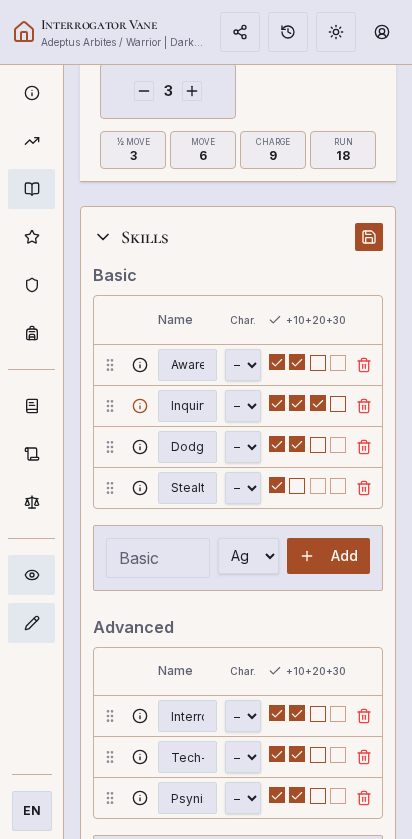 Interrogator Vane
Adeptus Arbites / Warrior | Dark...
3
½ MOVE MOVE CHARGE RUN
3 6 9 18
Skills
Basic
Name Char. +10+20+30
Aware –
Inquir –
Dodg –
Stealt –
Basic Ag + Add
Advanced
Name Char. +10+20+30
Interro –
Tech- –
Psyni –
EN